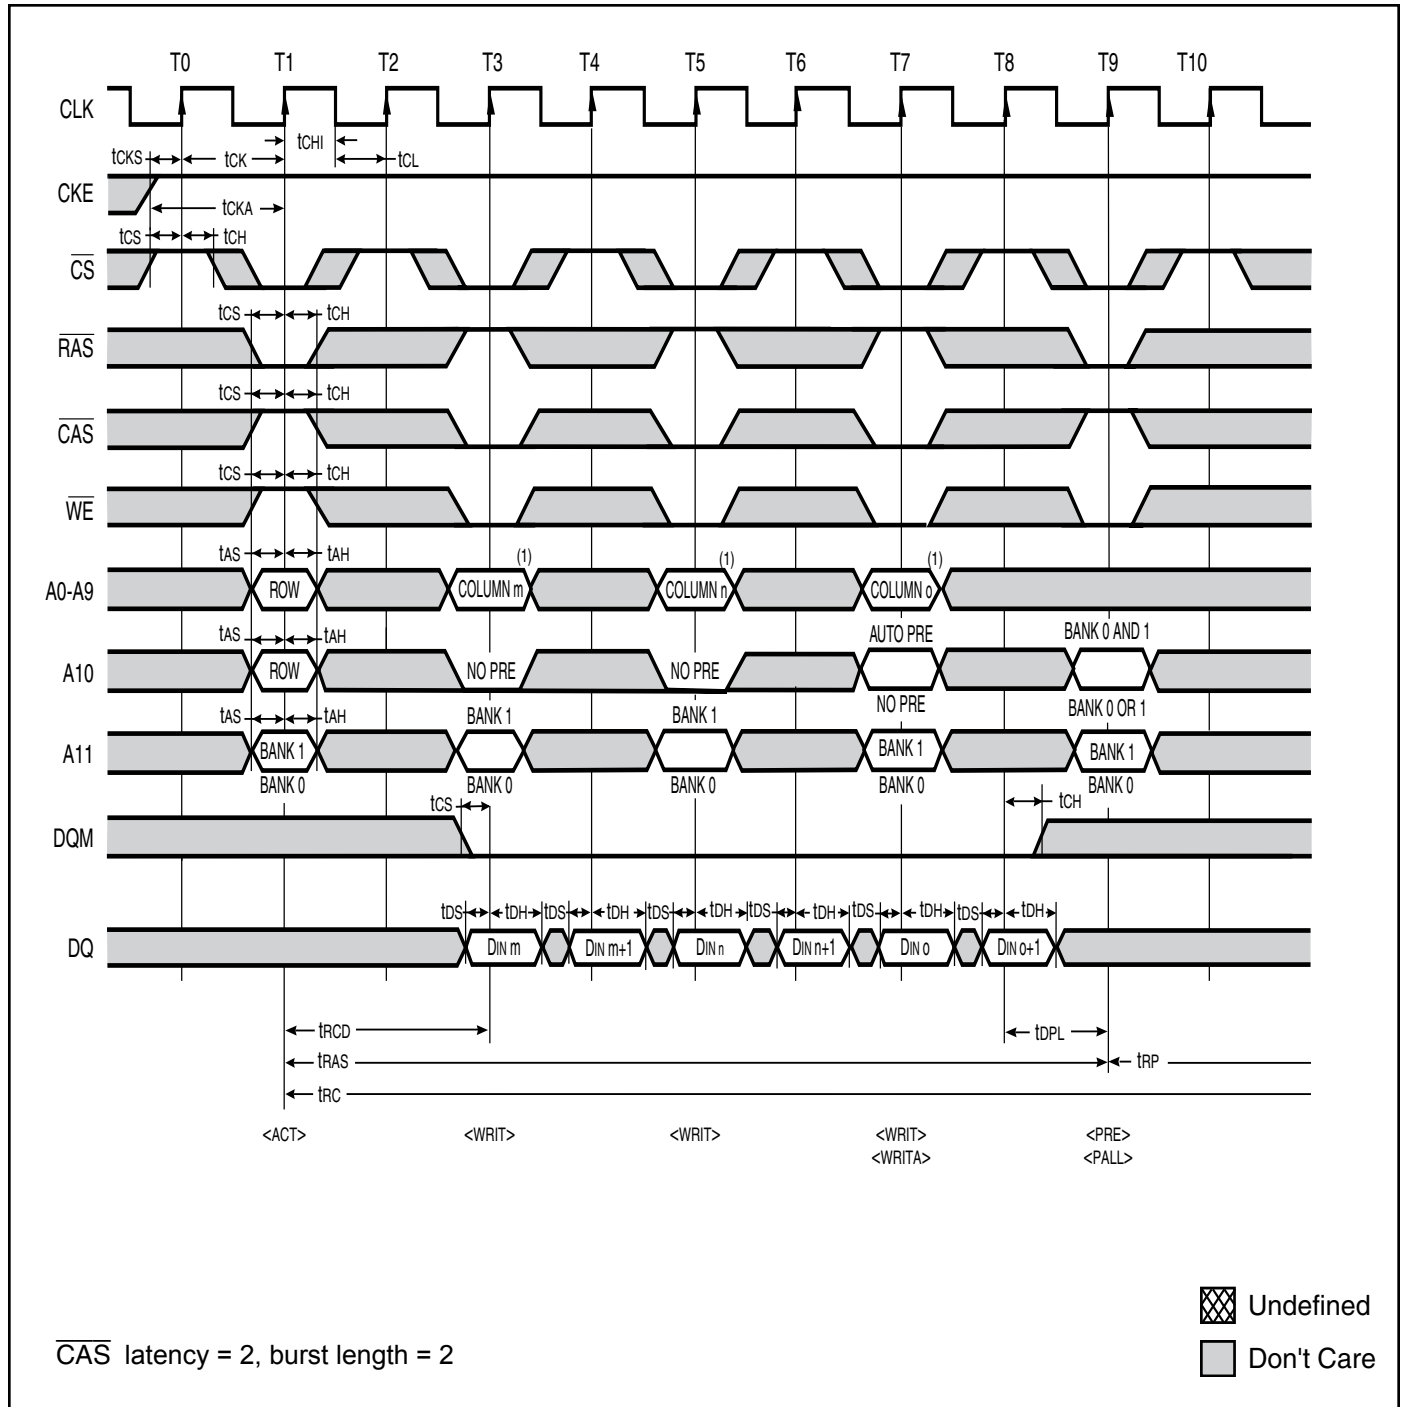 T0 T1 T2 T3 T4 T5 T6 T7 T8 T9 T10
CLK
tCHI
tCKS tCK tCL
CKE
tCKA
tCS tCH
CS
tCS tCH
RAS
tCS tCH
CAS
tCS tCH
WE
tAS tAH (1) (1) (1)
A0-A9 ROW COLUMN m COLUMN n COLUMN o
tAS tAH AUTO PRE BANK 0 AND 1
A10 ROW NO PRE NO PRE
NO PRE BANK 0 OR 1
tAS tAH BANK 1 BANK 1
A11 BANK 1 BANK 1 BANK 1
BANK 0 BANK 0 BANK 0 BANK 0 BANK 0
tCS tCH
DQM
tDS tDH tDS tDH tDS tDH tDS tDH tDS tDH tDS tDH
DQ DIN m DIN m+1 DIN n DIN n+1 DIN o DIN o+1
tRCD tDPL
tRAS tRP
tRC
<ACT> <WRIT> <WRIT> <WRIT> <PRE>
<WRITA> <PALL>
Undefined
CAS latency = 2, burst length = 2
Don't Care